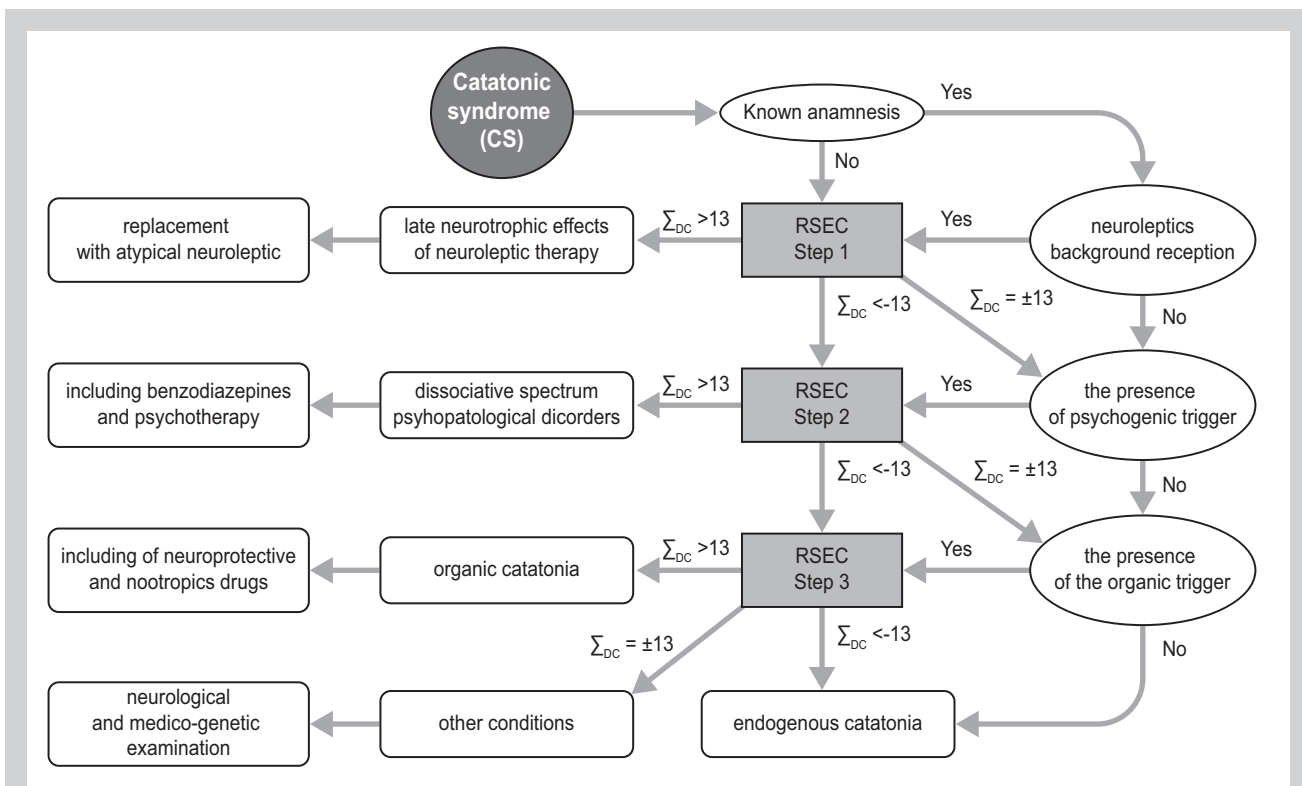 Catatonic
syndrome
(CS)
Known anamnesis
Yes
No
replacement
with atypical neuroleptic
late neurotrophic effects
of neuroleptic therapy
∑DC >13
RSEC
Step 1
Yes
neuroleptics
background reception
∑DC <-13
∑DC = ±13
No
including benzodiazepines
and psychotherapy
dissociative spectrum
psyhopatological dicorders
∑DC >13
RSEC
Step 2
Yes
the presence
of psychogenic trigger
∑DC <-13
∑DC = ±13
No
including of neuroprotective
and nootropics drugs
organic catatonia
∑DC >13
RSEC
Step 3
Yes
the presence
of the organic trigger
∑DC = ±13
∑DC <-13
No
neurological
and medico-genetic
examination
other conditions
endogenous catatonia